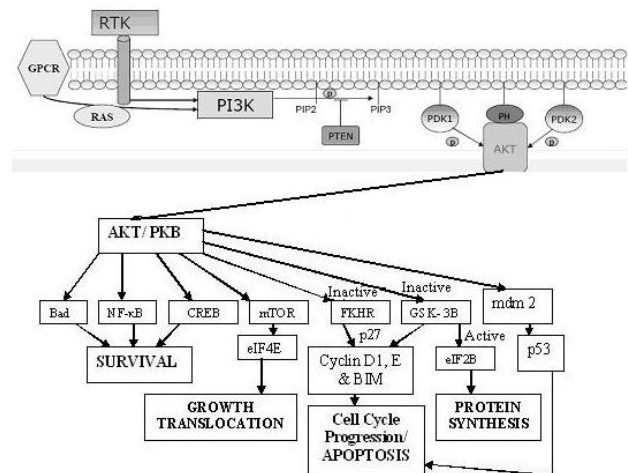 RTK
GPCR
RAS
PI3K
PIP2
p
PIP3
PTEN
PDK1
PH
PDK2
p
AKT
p
AKT/ PKB
Inactive
Inactive
Bad
NF-κB
CREB
mTOR
FKHR
GSK-3B
mdm 2
p27
Active
eIF4E
Cyclin D1, E
& BIM
eIF2B
p53
SURVIVAL
GROWTH
TRANSLOCATION
Cell Cycle
Progression/
APOPTOSIS
PROTEIN
SYNTHESIS